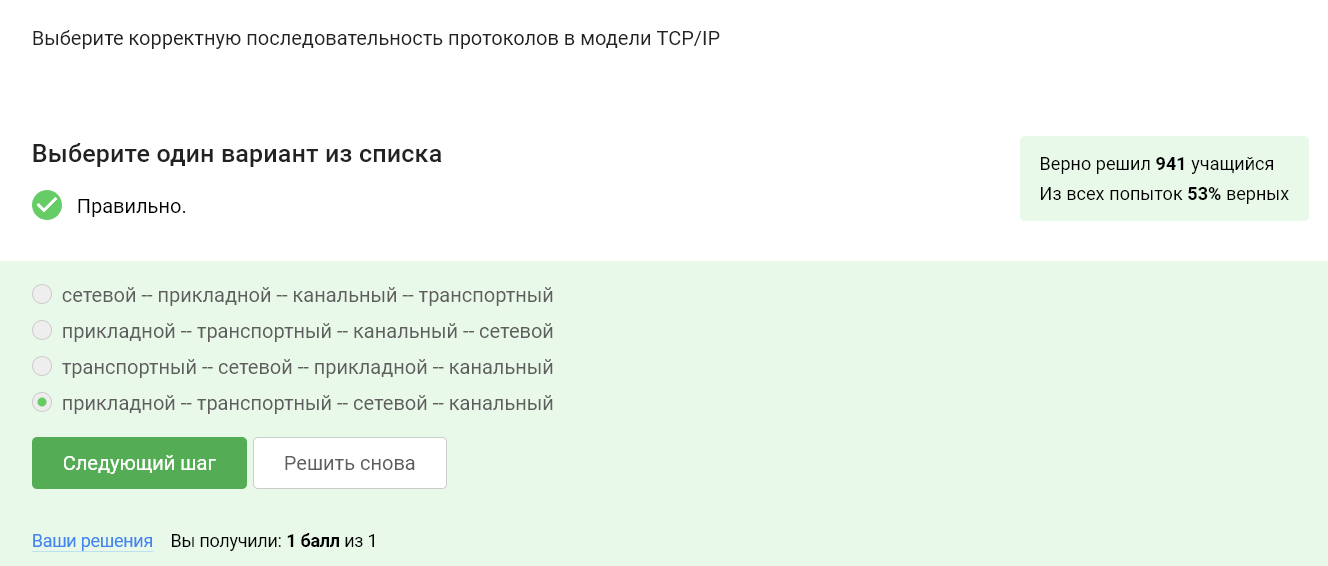 Выберите корректную последовательность протоколов в модели TCP/IP
Выберите один вариант из списка
Правильно.
Верно решил 941 учащийся
Из всех попыток 53% верных
сетевой -- прикладной -- канальный -- транспортный
прикладной -- транспортный -- канальный -- сетевой
транспортный -- сетевой -- прикладной -- канальный
прикладной -- транспортный -- сетевой -- канальный
Следующий шаг Решить снова
Ваши решения Вы получили: 1 балл из 1